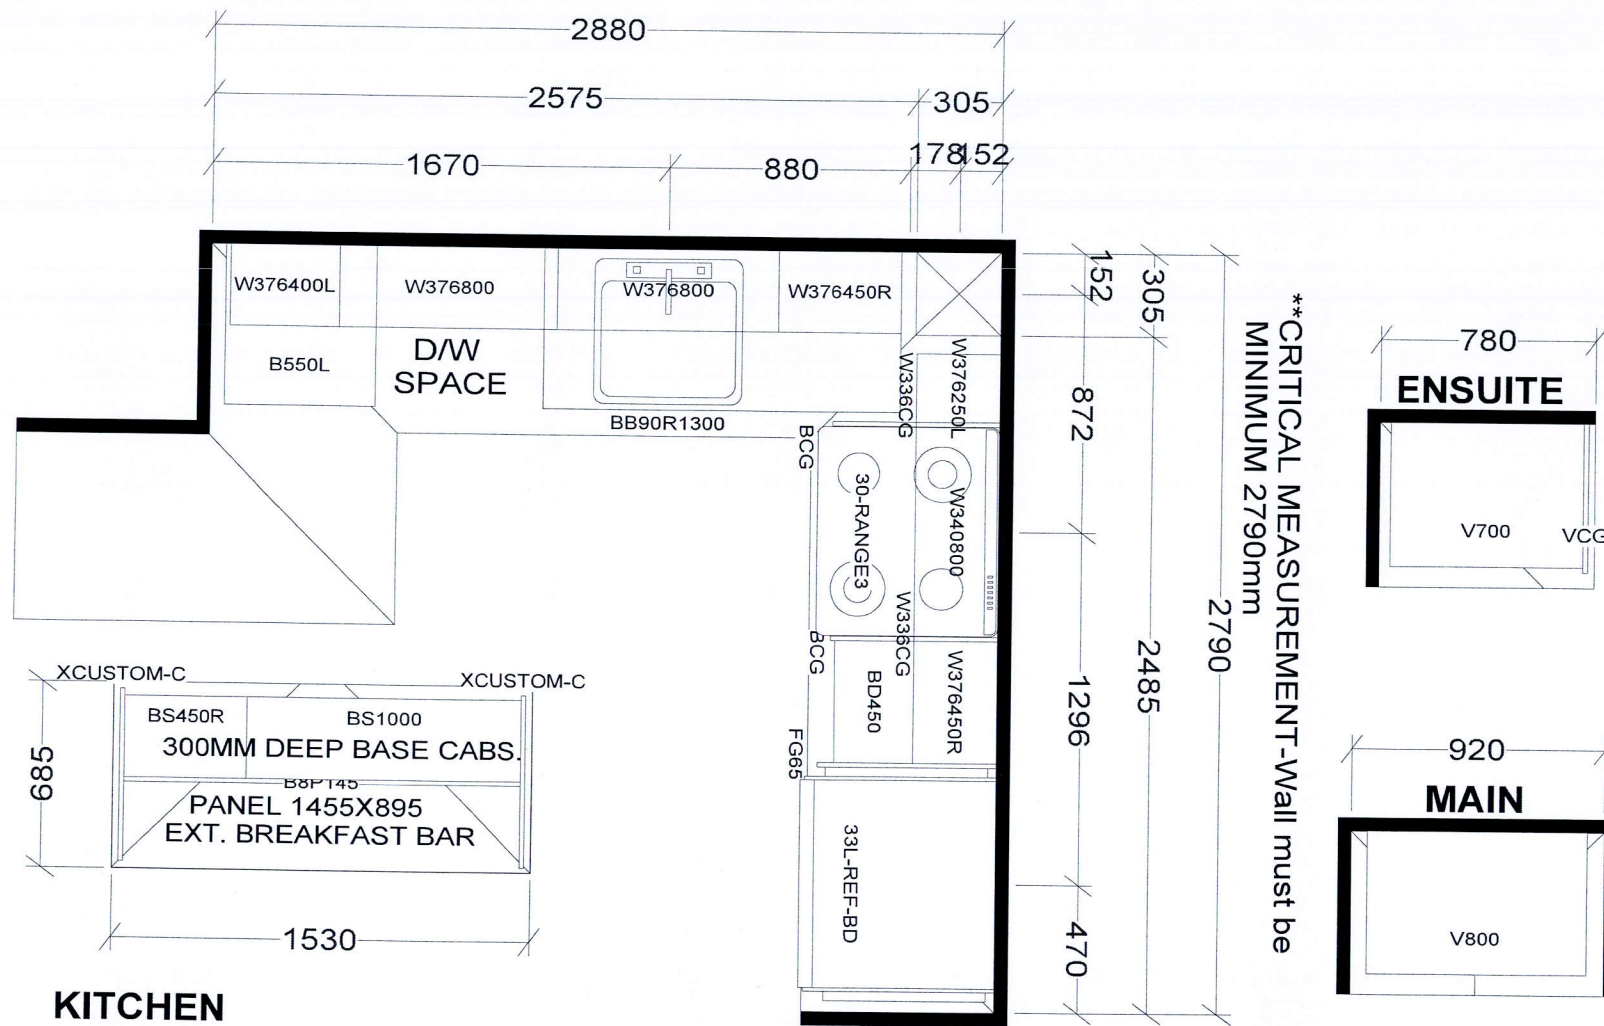 2880
2575
305
1670
880
178
152
W376400L
W376800
W376800
W376450R
B550L
D/W
SPACE
BB90R1300
W336CG
W376250L
BCG
30-RANGE3
W340800
BCG
W336CG
BD450
W376450R
FG65
33L-REF-BD
152
305
872
2790
2485
1296
470
**CRITICAL MEASUREMENT-Wall must be
MINIMUM 2790mm
780
ENSUITE
V700
VCG
920
MAIN
V800
XCUSTOM-C
XCUSTOM-C
BS450R
BS1000
300MM DEEP BASE CABS.
B8P145
PANEL 1455X895
EXT. BREAKFAST BAR
685
1530
KITCHEN